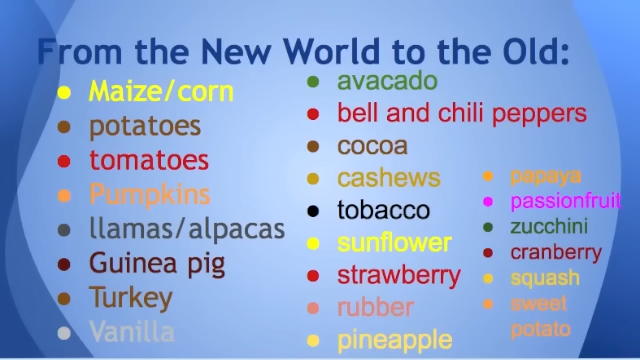 From the New World to the Old:
● Maize/corn
● potatoes
● tomatoes
● Pumpkins
● llamas/alpacas
● Guinea pig
● Turkey
● Vanilla
● avacado
● bell and chili peppers
● cocoa
● cashews
● tobacco
● sunflower
● strawberry
● rubber
● pineapple
● papaya
● passionfruit
● zucchini
● cranberry
● squash
● sweet
potato